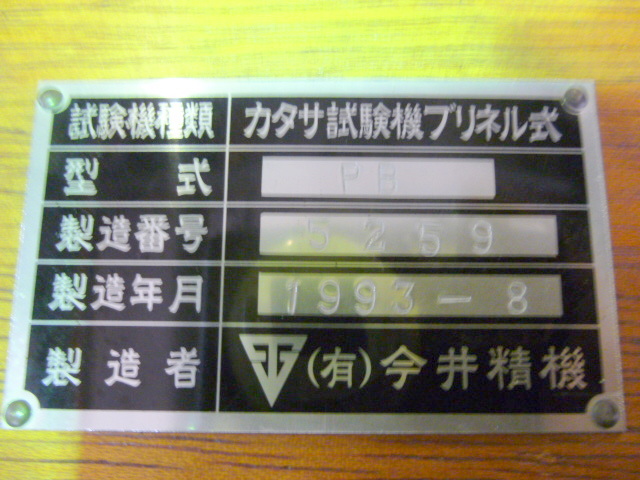 試験機種類 カタサ試験機ブリネル式
型式 PB
製造番号 5259
製造年月 1993-8
製造者 (有)今井精機